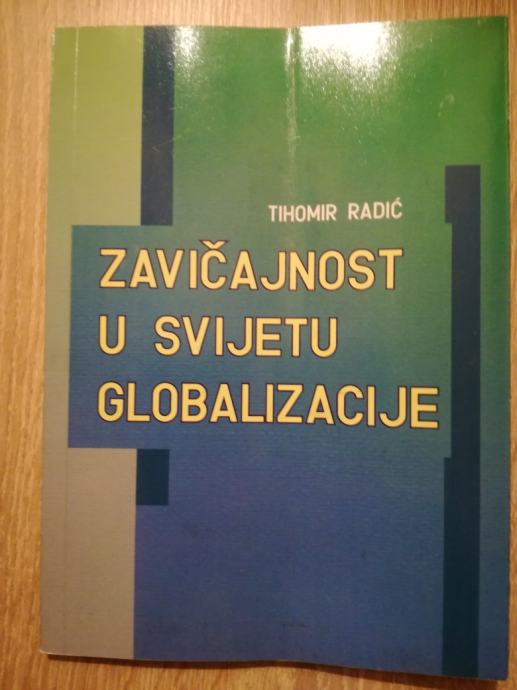 TIHOMIR RADIĆ
ZAVIČAJNOST
U SVIJETU
GLOBALIZACIJE